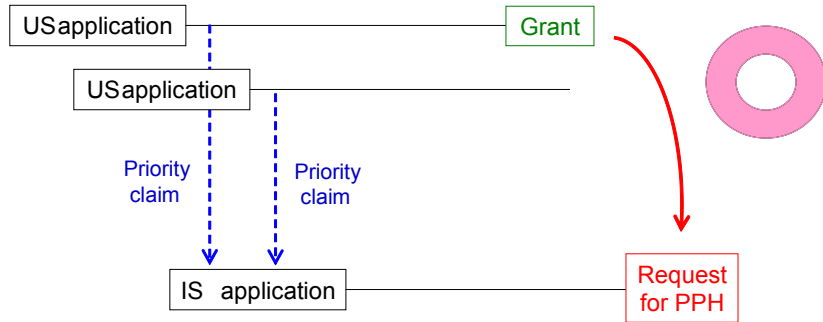 USapplication
Grant
USapplication
Priority
claim
Priority
claim
IS application
Request
for PPH